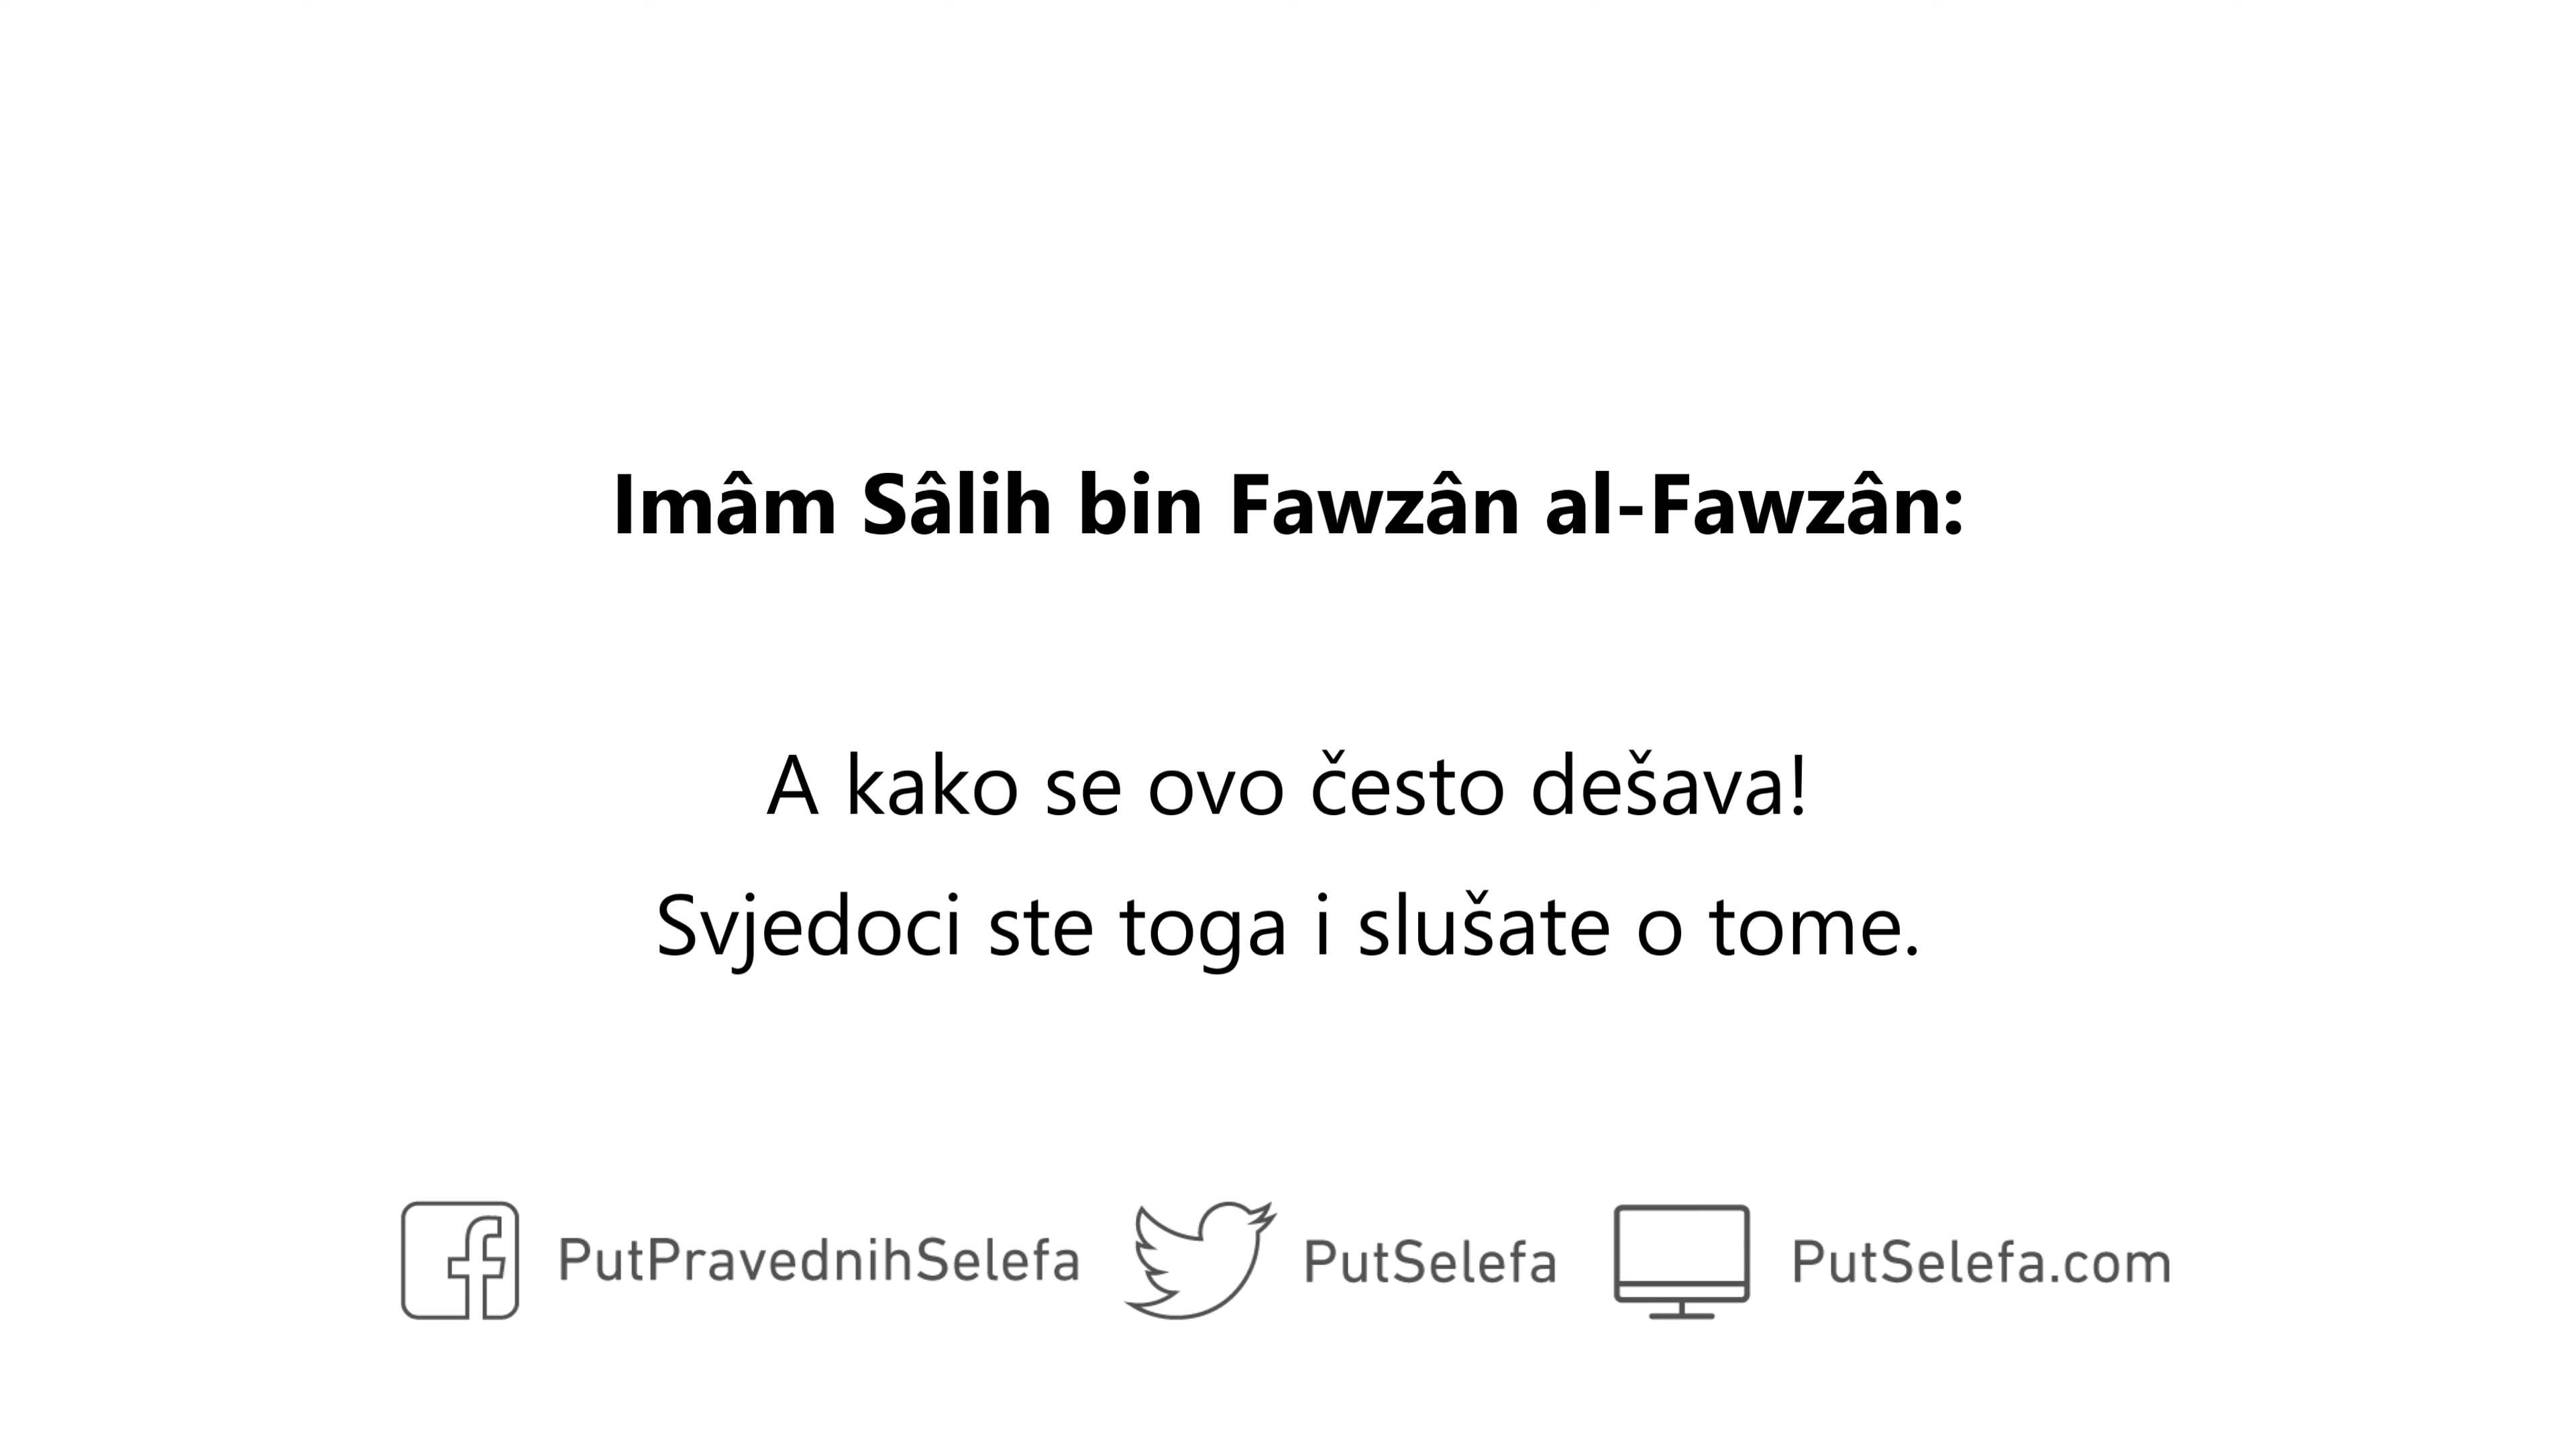 Imâm Sâlih bin Fawzân al-Fawzân:
A kako se ovo često dešava!
Svjedoci ste toga i slušate o tome.
PutPravednihSelefa PutSelefa PutSelefa.com